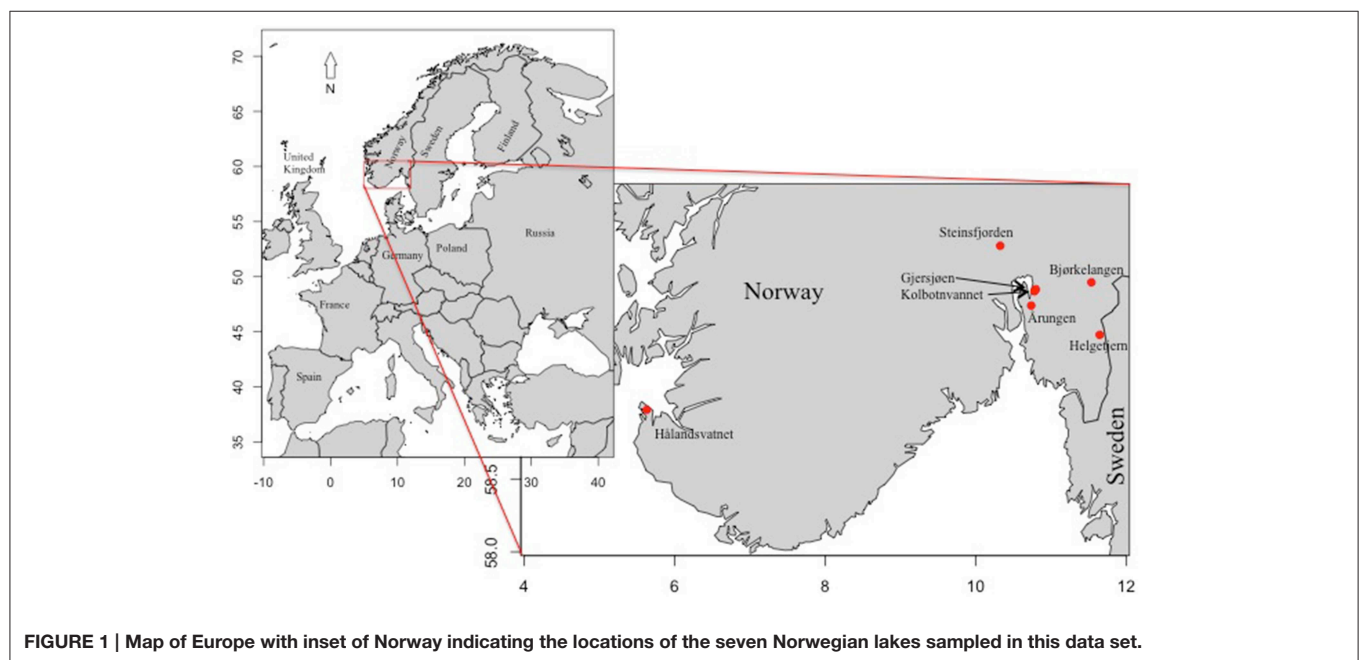 70
65
60
55
50
45
40
35
N
Norway
Sweden
Finland
United
Kingdom
Russia
Poland
Germany
France
Spain
-10 0 10 20 30 40
Norway
Steinsfjorden
Gjersjøen
Kolbotnvannet
Bjørkelangen
Årungen
Helgetjern
Hålandsvatnet
Sweden
58.5
58.0
4 6 8 10 12
FIGURE 1 | Map of Europe with inset of Norway indicating the locations of the seven Norwegian lakes sampled in this data set.